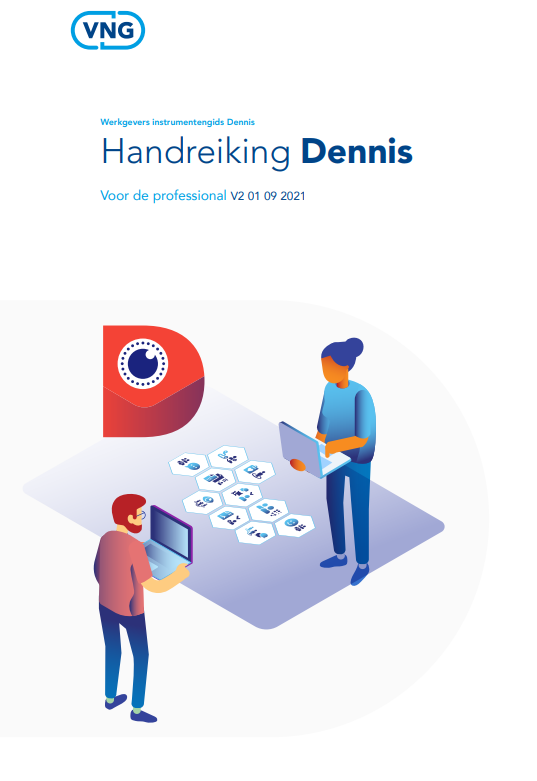 VNG
Werkgevers instrumentengids Dennis
Handreiking Dennis
Voor de professional V2 01 09 2021